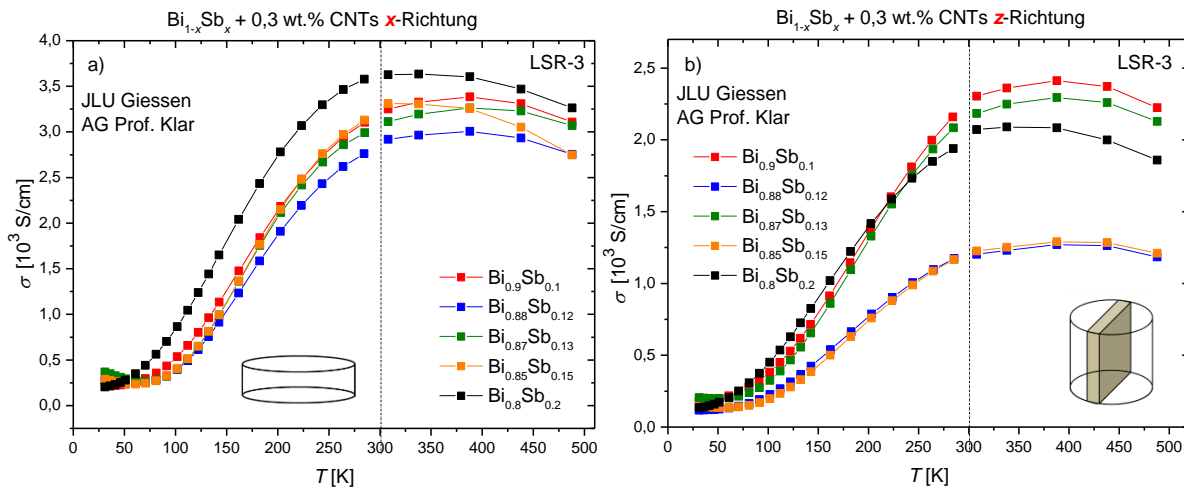 Bi1-xSbx + 0,3 wt.% CNTs x-Richtung
a)
LSR-3
JLU Giessen
AG Prof. Klar
4,0
3,5
3,0
2,5
2,0
1,5
1,0
0,5
0,0
σ [10³ S/cm]
Bi0.9Sb0.1
Bi0.88Sb0.12
Bi0.87Sb0.13
Bi0.85Sb0.15
Bi0.8Sb0.2
0 50 100 150 200 250 300 350 400 450 500
T [K]
Bi1-xSbx + 0,3 wt.% CNTs z-Richtung
b)
LSR-3
JLU Giessen
AG Prof. Klar
2,5
2,0
1,5
1,0
0,5
0,0
σ [10³ S/cm]
Bi0.9Sb0.1
Bi0.88Sb0.12
Bi0.87Sb0.13
Bi0.85Sb0.15
Bi0.8Sb0.2
0 50 100 150 200 250 300 350 400 450 500
T [K]